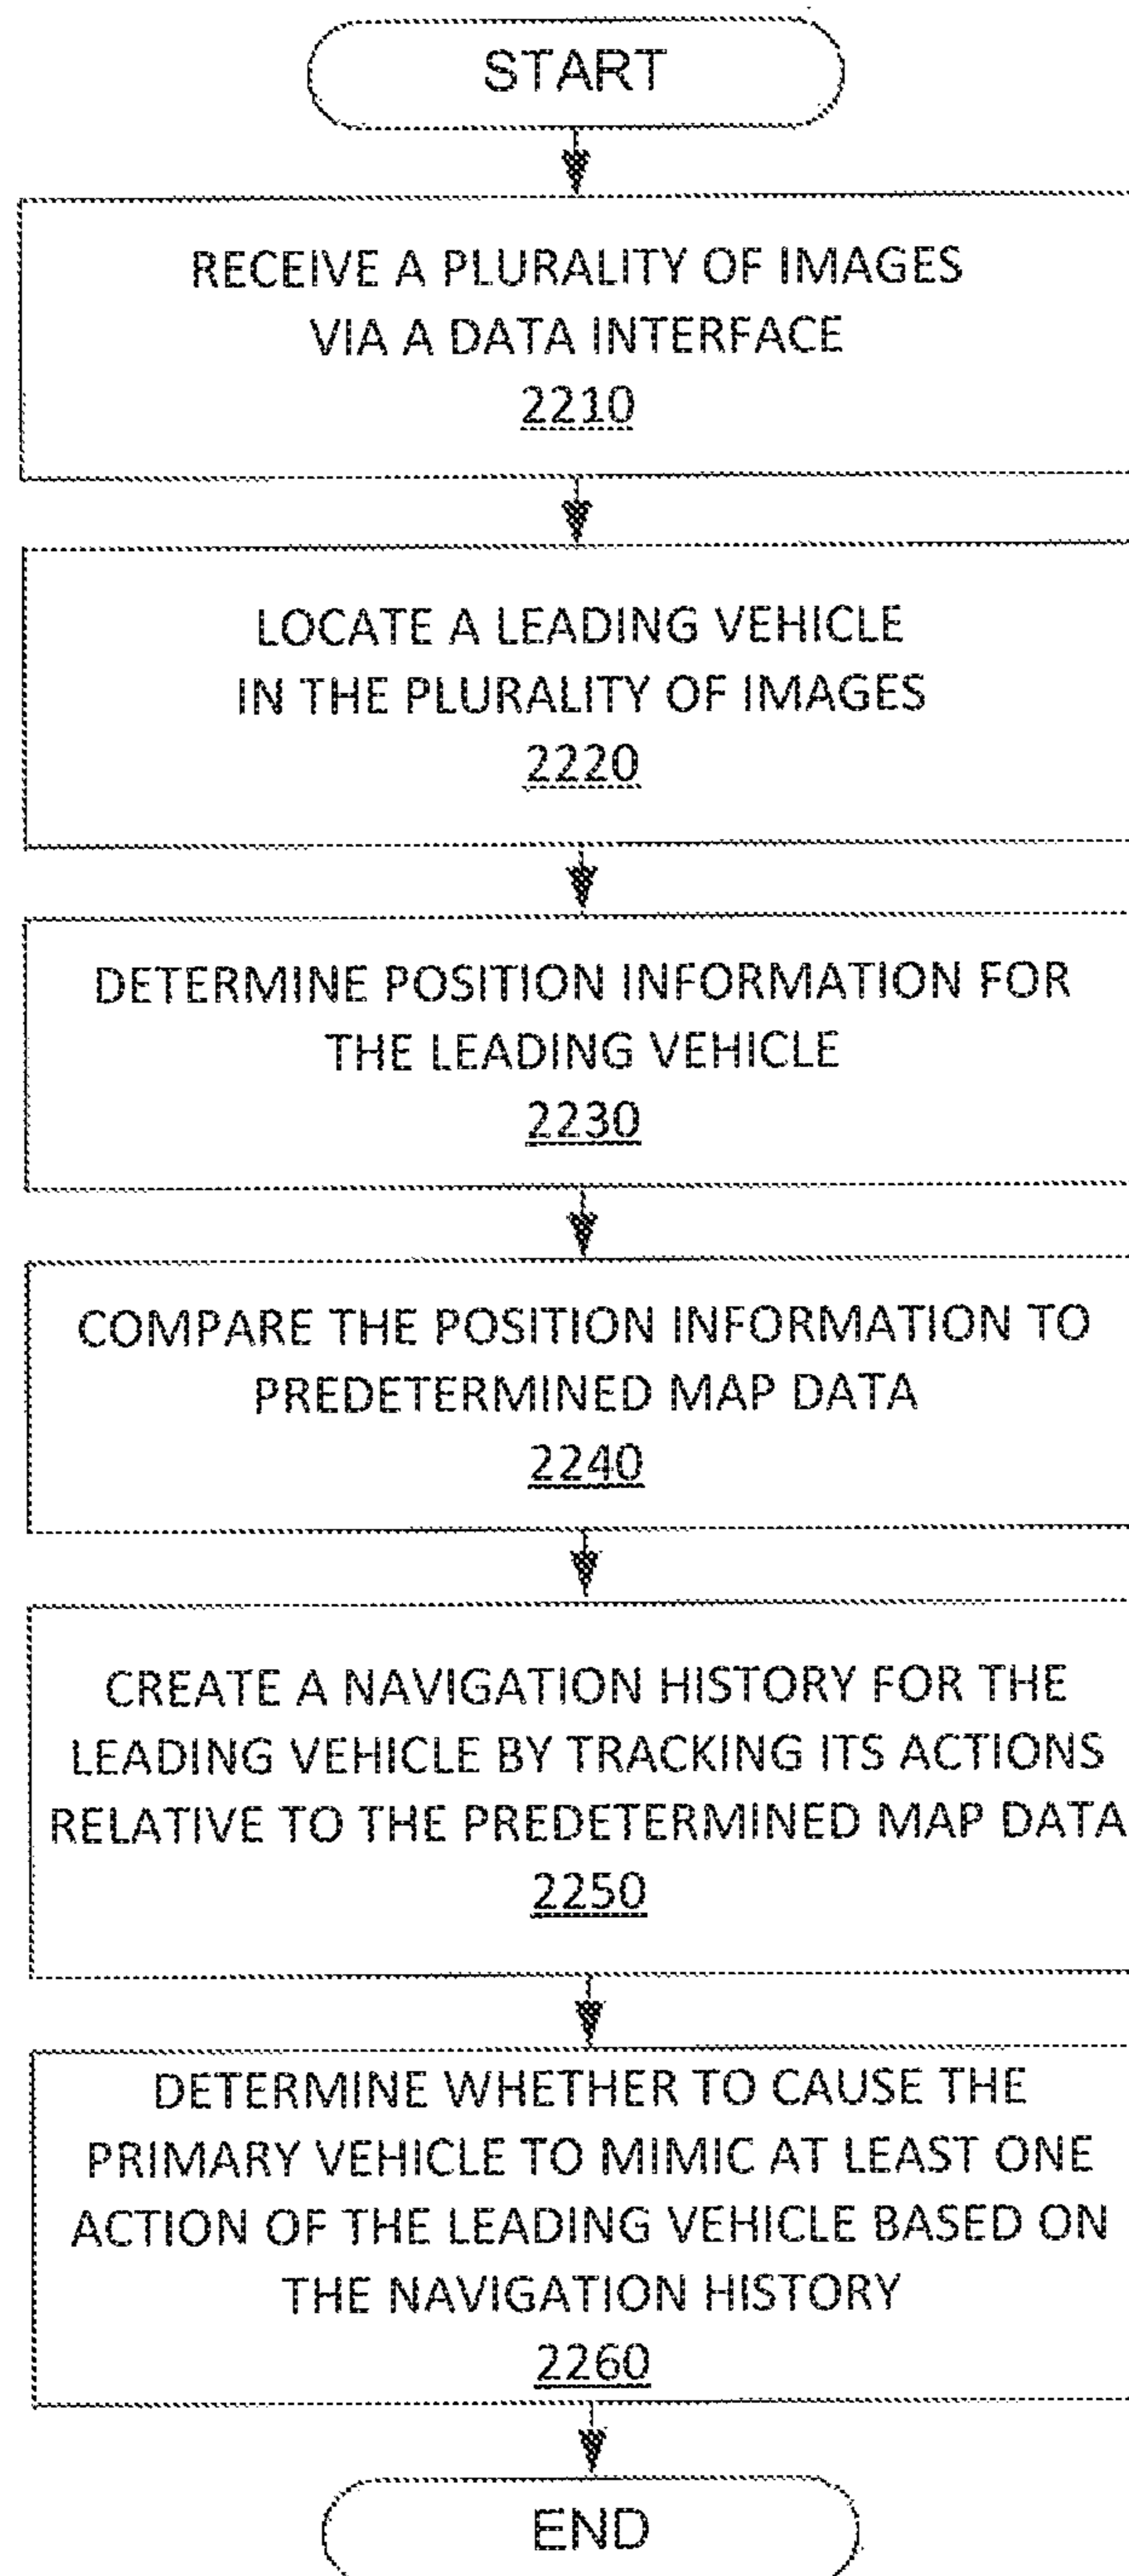 START
RECEIVE A PLURALITY OF IMAGES
VIA A DATA INTERFACE
2210
LOCATE A LEADING VEHICLE
IN THE PLURALITY OF IMAGES
2220
DETERMINE POSITION INFORMATION FOR
THE LEADING VEHICLE
2230
COMPARE THE POSITION INFORMATION TO
PREDETERMINED MAP DATA
2240
CREATE A NAVIGATION HISTORY FOR THE
LEADING VEHICLE BY TRACKING ITS ACTIONS
RELATIVE TO THE PREDETERMINED MAP DATA
2250
DETERMINE WHETHER TO CAUSE THE
PRIMARY VEHICLE TO MIMIC AT LEAST ONE
ACTION OF THE LEADING VEHICLE BASED ON
THE NAVIGATION HISTORY
2260
END